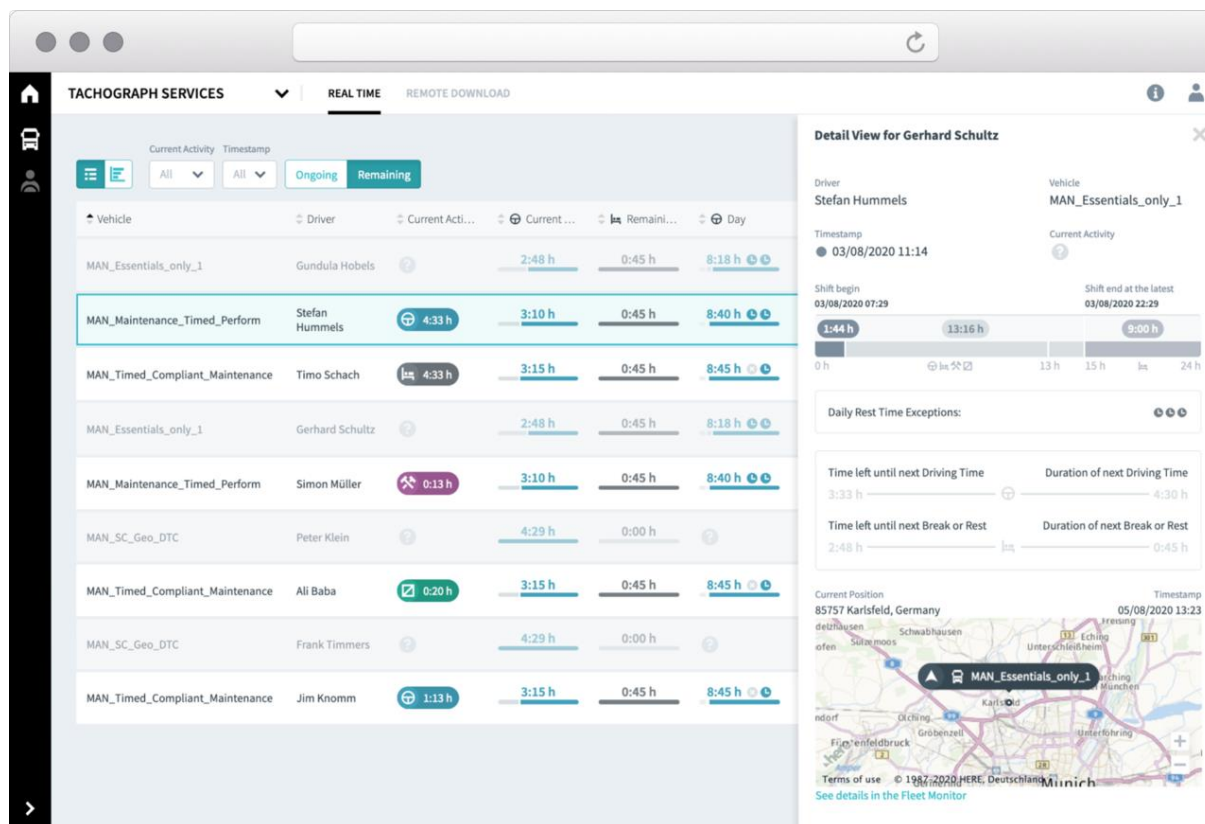 TACHOGRAPH SERVICES REAL TIME REMOTE DOWNLOAD
Current Activity Timestamp
All All Ongoing Remaining
Vehicle Driver Current Acti... Current ... Remaini... Day
MAN_Essentials_only_1 Gundula Hobels ? 2:48 h 0:45 h 8:18 h
MAN_Maintenance_Timed_Perform Stefan Hummels 4:33 h 3:10 h 0:45 h 8:40 h
MAN_Timed_Compliant_Maintenance Timo Schach 4:33 h 3:15 h 0:45 h 8:45 h
MAN_Essentials_only_1 Gerhard Schultz ? 2:48 h 0:45 h 8:18 h
MAN_Maintenance_Timed_Perform Simon Müller 0:13 h 3:10 h 0:45 h 8:40 h
MAN_SC_Geo_DTC Peter Klein ? 4:29 h 0:00 h ?
MAN_Timed_Compliant_Maintenance Ali Baba 0:20 h 3:15 h 0:45 h 8:45 h
MAN_SC_Geo_DTC Frank Timmers ? 4:29 h 0:00 h ?
MAN_Timed_Compliant_Maintenance Jim Knomm 1:13 h 3:15 h 0:45 h 8:45 h
Detail View for Gerhard Schultz
Driver Vehicle
Stefan Hummels MAN_Essentials_only_1
Timestamp Current Activity
03/08/2020 11:14 ?
Shift begin Shift end at the latest
03/08/2020 07:29 03/08/2020 22:29
1:44 h 13:16 h 9:00 h
0 h 13 h 15 h 24 h
Daily Rest Time Exceptions:
Time left until next Driving Time Duration of next Driving Time
3:33 h 4:30 h
Time left until next Break or Rest Duration of next Break or Rest
2:48 h 0:45 h
Current Position Timestamp
85757 Karlsfeld, Germany 05/08/2020 13:23
Schwabhausen
Eching
Unterschleißheim
MAN_Essentials_only_1
München
Olching
Gröbenzell Unterföhring
Fürstenfeldbruck
Terms of use © 1987-2020 HERE, Deutschland Munich
See details in the Fleet Monitor